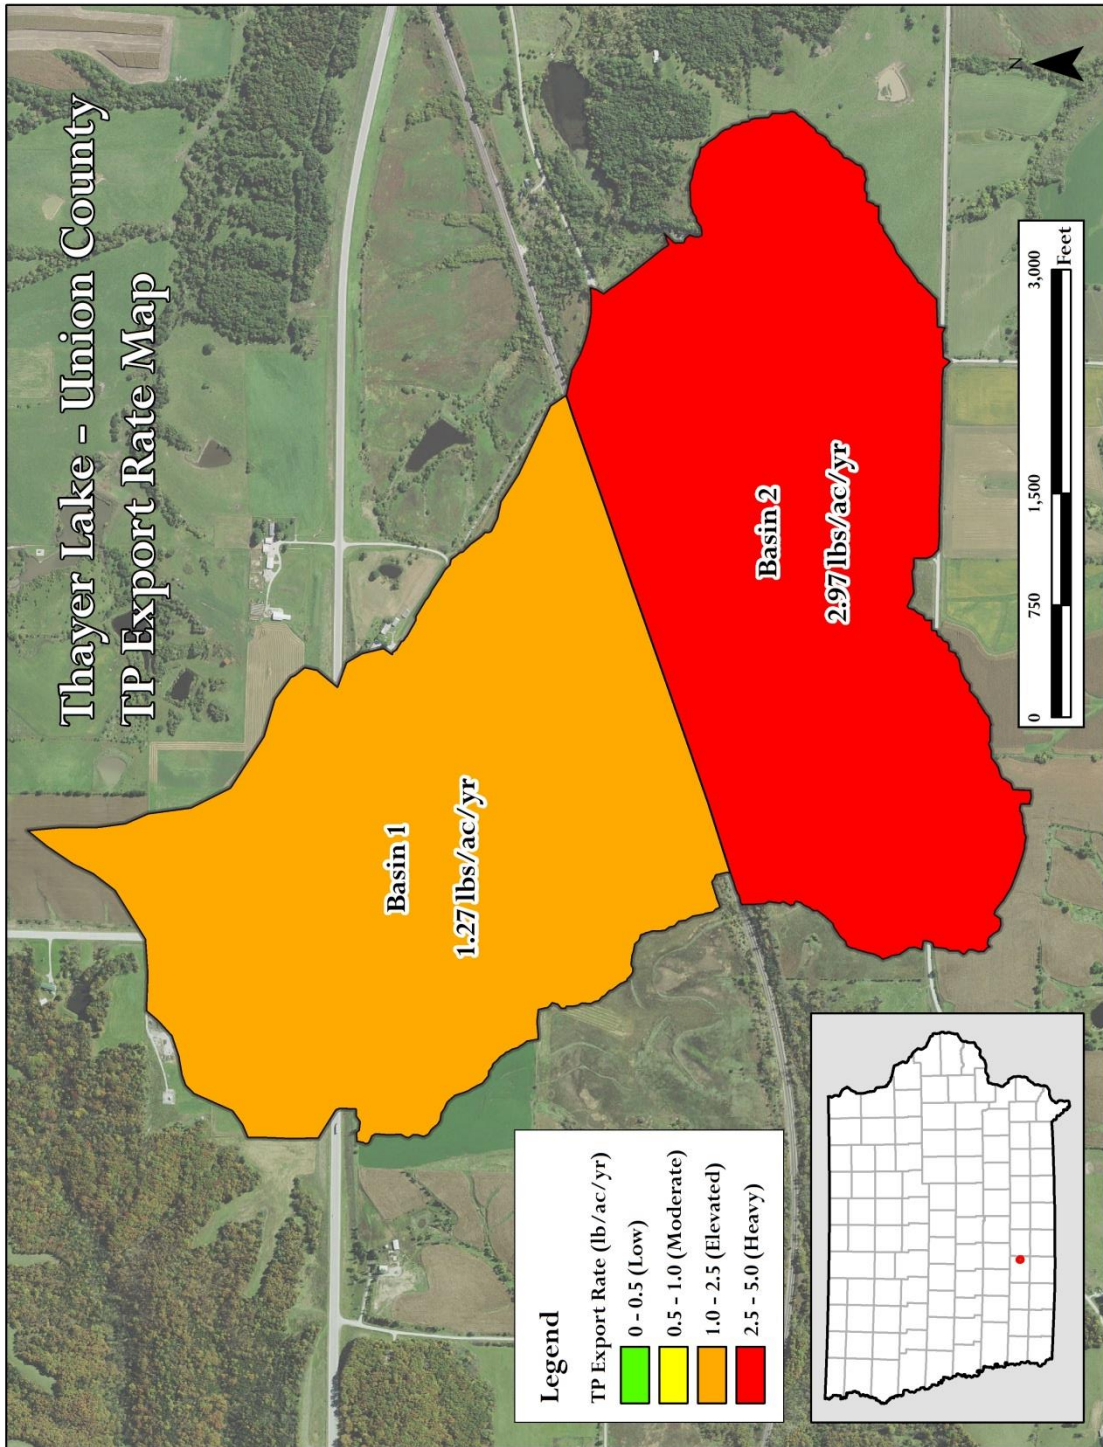 Thayer Lake - Union County
TP Export Rate Map
Basin 1
1.27 lbs/ac/yr
Basin 2
2.97 lbs/ac/yr
Legend
TP Export Rate (lb/ac/yr)
0 - 0.5 (Low)
0.5 - 1.0 (Moderate)
1.0 - 2.5 (Elevated)
2.5 - 5.0 (Heavy)
0 750 1,500 3,000
Feet
N